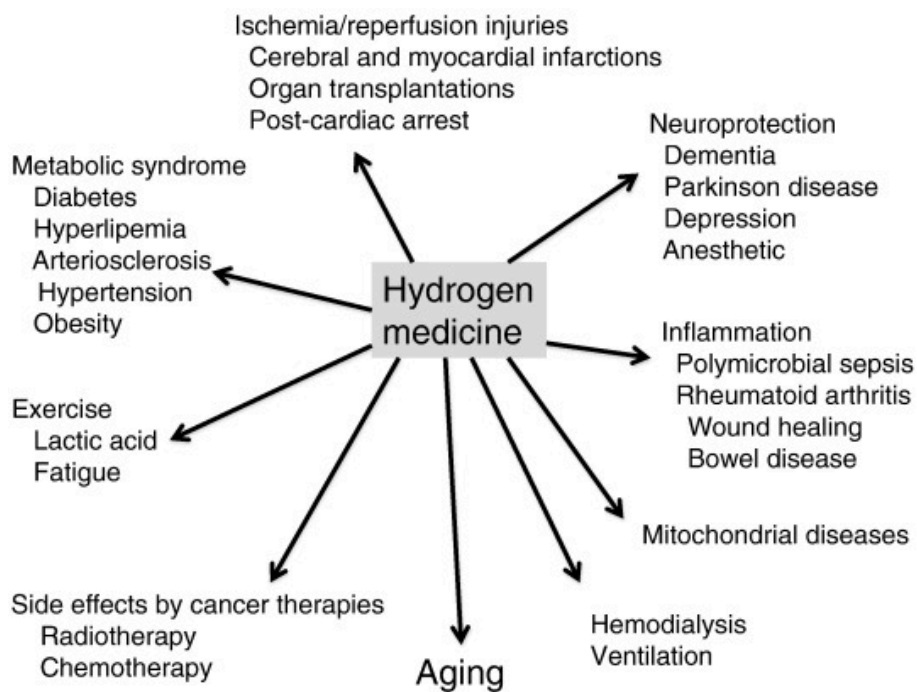 Ischemia/reperfusion injuries
Cerebral and myocardial infarctions
Organ transplantations
Post-cardiac arrest
Neuroprotection
Dementia
Parkinson disease
Depression
Anesthetic
Metabolic syndrome
Diabetes
Hyperlipemia
Arteriosclerosis
Hypertension
Obesity
Hydrogen
medicine
Inflammation
Polymicrobial sepsis
Rheumatoid arthritis
Wound healing
Bowel disease
Exercise
Lactic acid
Fatigue
Mitochondrial diseases
Side effects by cancer therapies
Radiotherapy
Chemotherapy
Aging
Hemodialysis
Ventilation